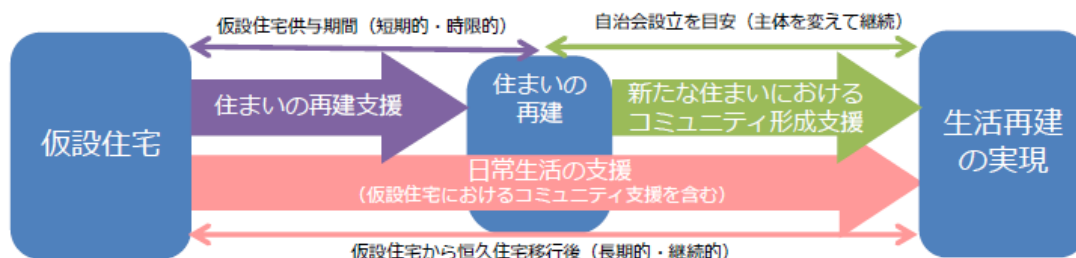 仮設住宅供与期間（短期的・時限的）
自治会設立を目安（主体を変えて継続）
仮設住宅
住まいの再建支援
住まいの
再建
新たな住まいにおける
コミュニティ形成支援
生活再建
の実現
日常生活の支援
（仮設住宅におけるコミュニティ支援を含む）
仮設住宅から恒久住宅移行後（長期的・継続的）